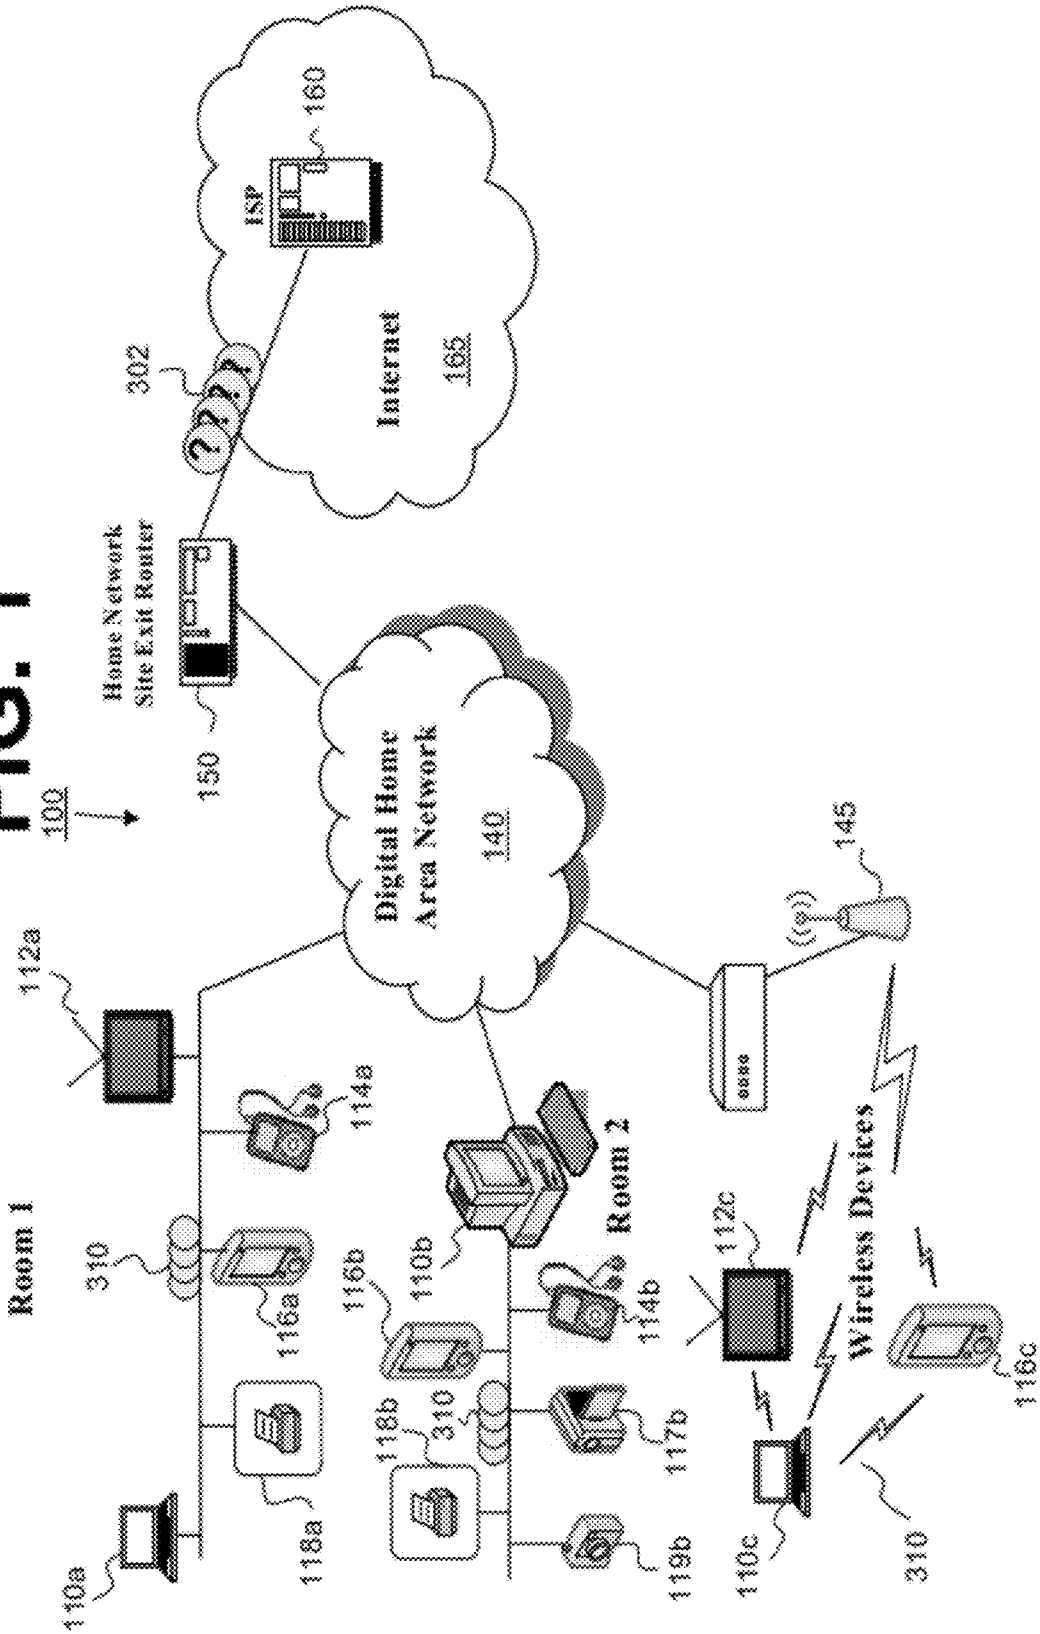 FIG. 1
100
Room 1
110a
118a
310
116a
114a
112a
Home Network
Site Exit Router
150
302
ISP
160
Internet
165
Digital Home
Area Network
140
118b
116b
310
110b
119b
117b
114b
Room 2
145
112c
110c
Wireless Devices
310
116c